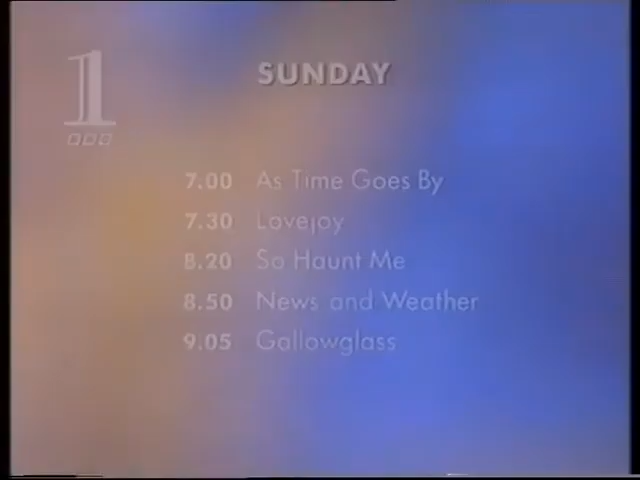 1
BBC
SUNDAY
7.00 As Time Goes By
7.30 Lovejoy
8.20 So Haunt Me
8.50 News and Weather
9.05 Gallowglass